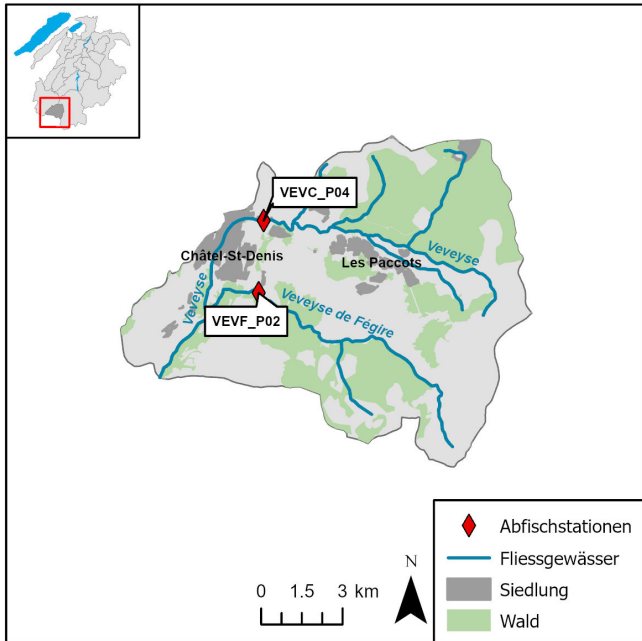 VEVC_P04
Châtel-St-Denis
Les Paccots
Veveyse
Veveyse
Veveyse de Fégire
VEVF_P02
Abfischstationen
Fliessgewässer
Siedlung
Wald
N
0 1.5 3 km